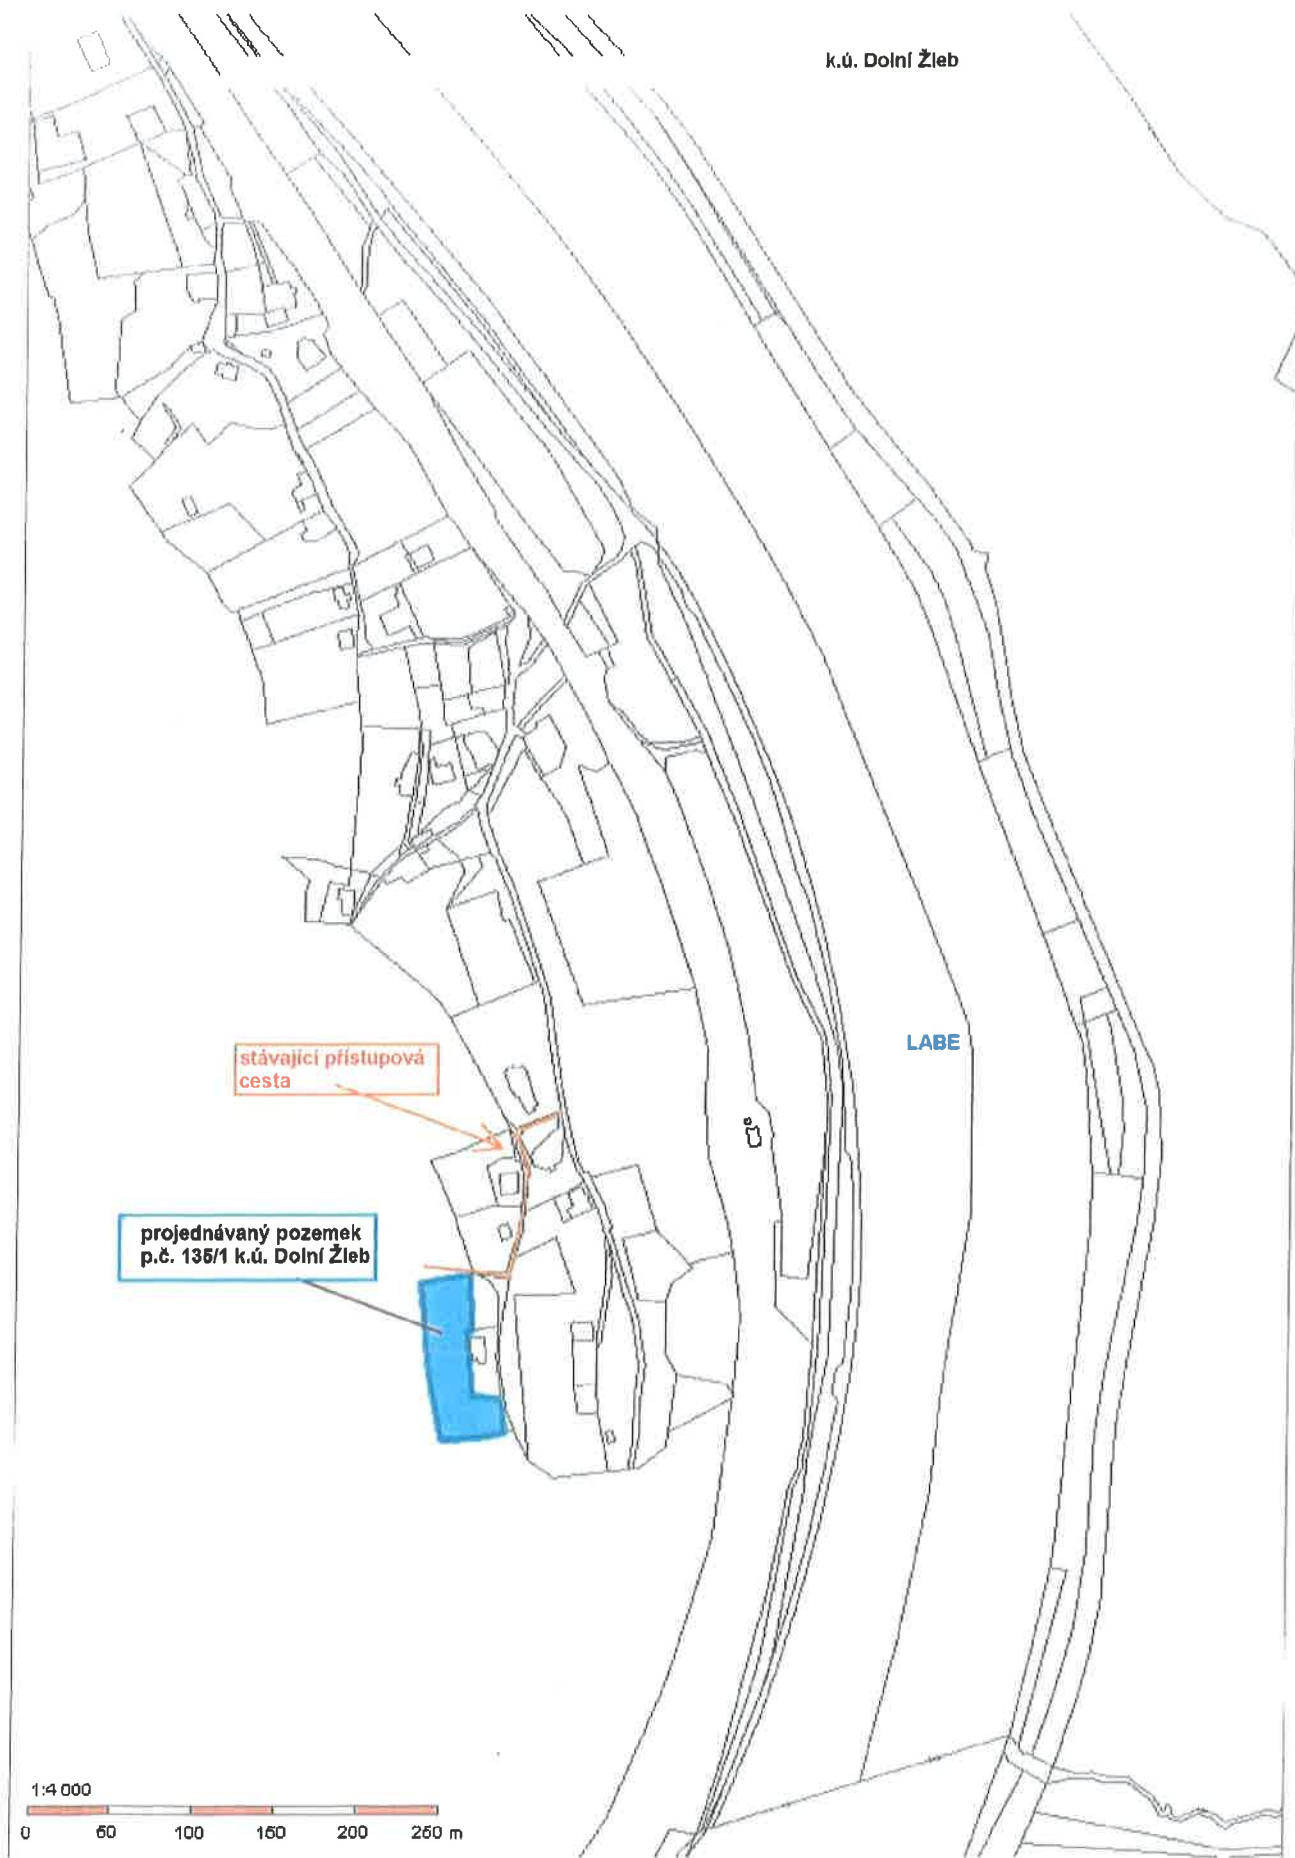 k.ú. Dolní Žleb
LABE
stávající přístupová
cesta
projednávaný pozemek
p.č. 135/1 k.ú. Dolní Žleb
1:4 000
0 50 100 150 200 250 m